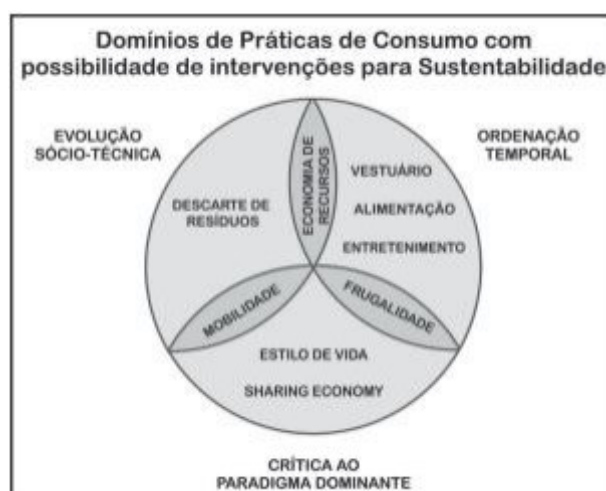 Domínios de Práticas de Consumo com
possibilidade de intervenções para Sustentabilidade
EVOLUÇÃO
SÓCIO-TÉCNICA
ORDENAÇÃO
TEMPORAL
ECONOMIA DE
RECURSOS
VESTUÁRIO
DESCARTE DE
RESÍDUOS
ALIMENTAÇÃO
ENTRETENIMENTO
MOBILIDADE
FRUGALIDADE
ESTILO DE VIDA
SHARING ECONOMY
CRÍTICA AO
PARADIGMA DOMINANTE